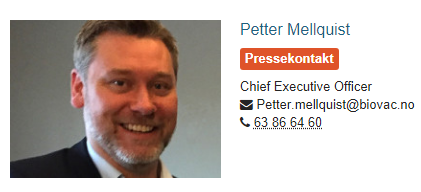 Petter Mellquist
Pressekontakt
Chief Executive Officer
Petter.mellquist@biovac.no
63 86 64 60